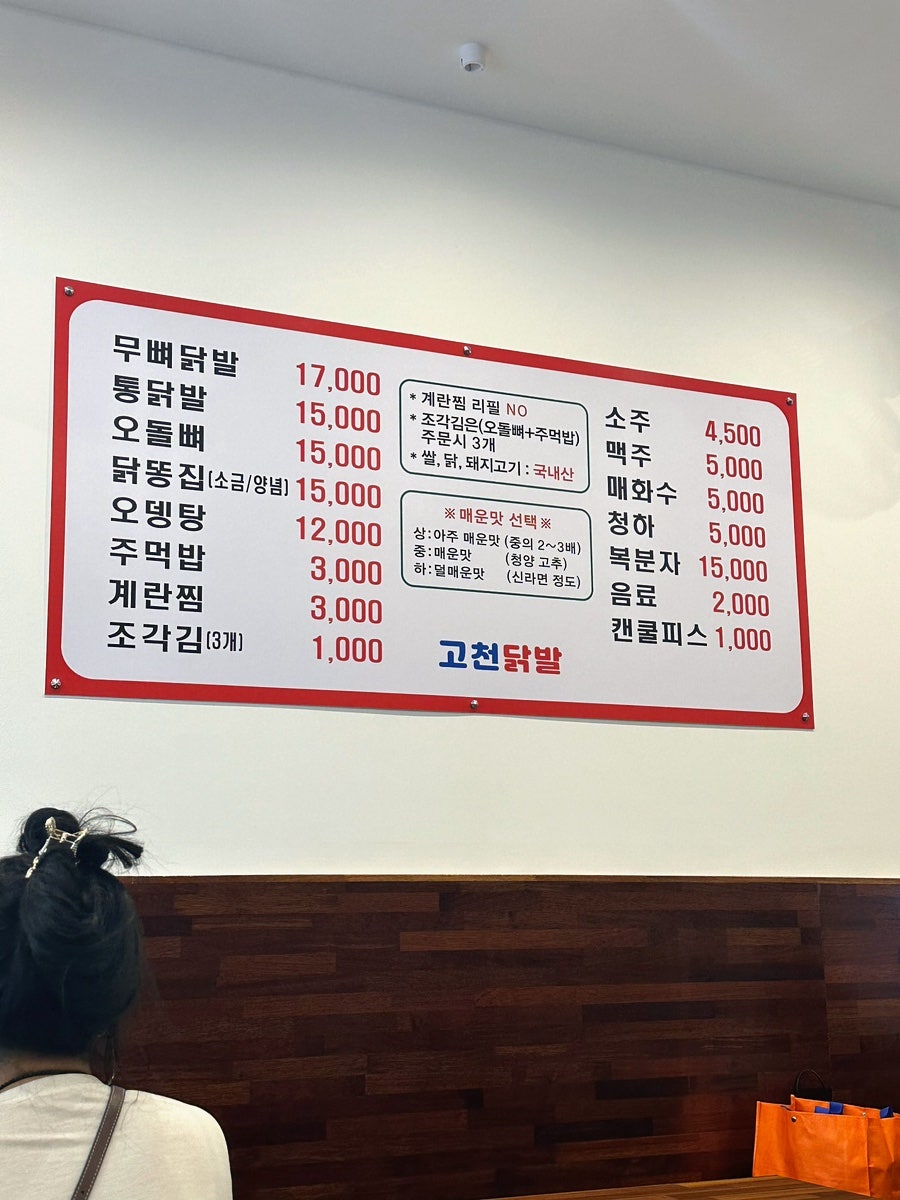 무뼈닭발 17,000
통닭발 15,000
오돌뼈 15,000
닭똥집(소금/양념) 15,000
오뎅탕 12,000
주먹밥 3,000
계란찜 3,000
조각김(3개) 1,000
* 계란찜 리필 NO
* 조각김은(오돌뼈+주먹밥)
주문시 3개
* 쌀, 닭, 돼지고기 : 국내산
※ 매운맛 선택 ※
상:아주 매운맛 (중의 2~3배)
중:매운맛 (청양 고추)
하:덜매운맛 (신라면 정도)
고천닭발
소주 4,500
맥주 5,000
매화수 5,000
청하 5,000
복분자 15,000
음료 2,000
캔쿨피스 1,000